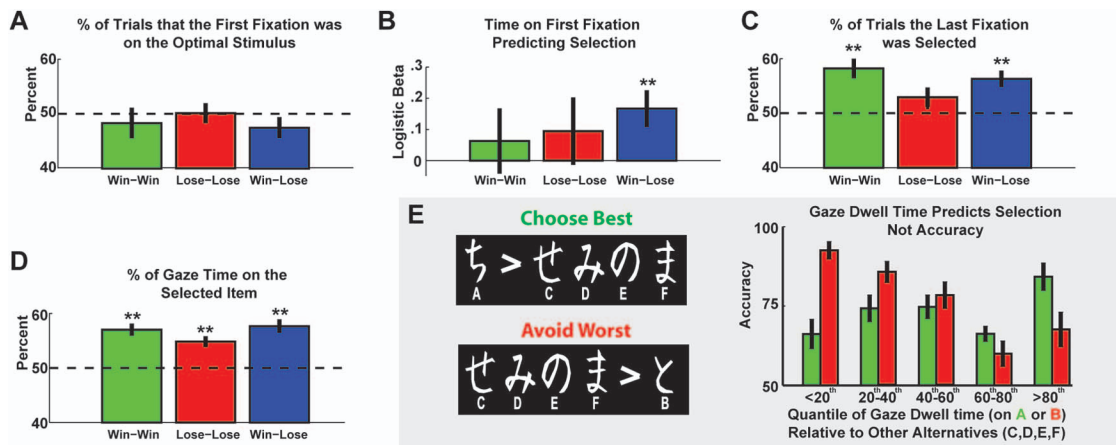 A
% of Trials that the First Fixation was
on the Optimal Stimulus
Percent
60
50
40
Win-Win
Lose-Lose
Win-Lose
B
Time on First Fixation
Predicting Selection
Logistic Beta
.3
.2
.1
0
**
Win-Win
Lose-Lose
Win-Lose
C
% of Trials the Last Fixation
was Selected
Percent
60
50
40
**
**
Win-Win
Lose-Lose
Win-Lose
D
% of Gaze Time on the
Selected Item
Percent
60
50
40
**
**
**
Win-Win
Lose-Lose
Win-Lose
E
Choose Best
ち > せ み の ま
A C D E F
Avoid Worst
せ み の ま > と
C D E F B
Gaze Dwell Time Predicts Selection
Not Accuracy
Accuracy
100
75
50
<20th 20-40th 40-60th 60-80th >80th
Quantile of Gaze Dwell time (on A or B)
Relative to Other Alternatives (C,D,E,F)